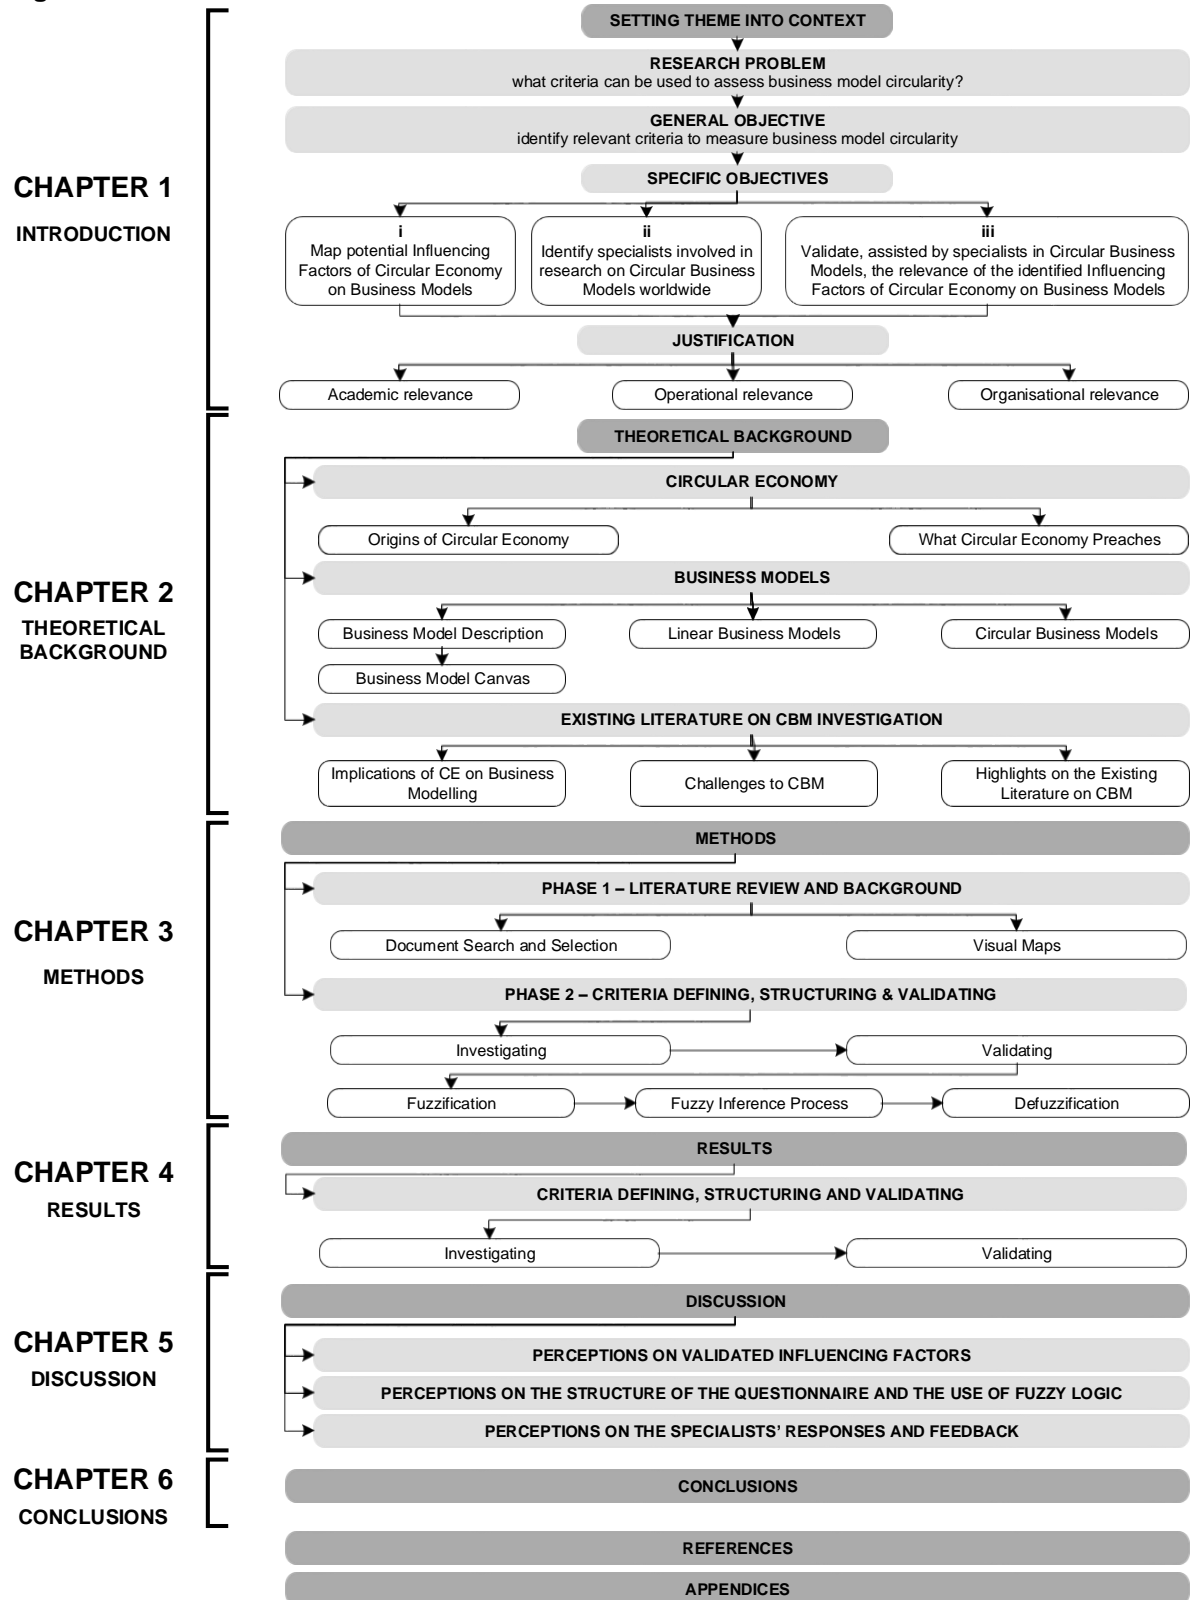 SETTING THEME INTO CONTEXT
RESEARCH PROBLEM
what criteria can be used to assess business model circularity?
GENERAL OBJECTIVE
identify relevant criteria to measure business model circularity
SPECIFIC OBJECTIVES
CHAPTER 1
INTRODUCTION
i
Map potential Influencing
Factors of Circular Economy
on Business Models
ii
Identify specialists involved in
research on Circular Business
Models worldwide
iii
Validate, assisted by specialists in Circular Business
Models, the relevance of the identified Influencing
Factors of Circular Economy on Business Models
JUSTIFICATION
Academic relevance
Operational relevance
Organisational relevance
THEORETICAL BACKGROUND
CIRCULAR ECONOMY
Origins of Circular Economy
What Circular Economy Preaches
CHAPTER 2
THEORETICAL
BACKGROUND
BUSINESS MODELS
Business Model Description
Linear Business Models
Circular Business Models
Business Model Canvas
EXISTING LITERATURE ON CBM INVESTIGATION
Implications of CE on Business
Modelling
Challenges to CBM
Highlights on the Existing
Literature on CBM
METHODS
PHASE 1 – LITERATURE REVIEW AND BACKGROUND
CHAPTER 3
METHODS
Document Search and Selection
Visual Maps
PHASE 2 – CRITERIA DEFINING, STRUCTURING & VALIDATING
Investigating
Validating
Fuzzification
Fuzzy Inference Process
Defuzzification
RESULTS
CHAPTER 4
RESULTS
CRITERIA DEFINING, STRUCTURING AND VALIDATING
Investigating
Validating
DISCUSSION
CHAPTER 5
DISCUSSION
PERCEPTIONS ON VALIDATED INFLUENCING FACTORS
PERCEPTIONS ON THE STRUCTURE OF THE QUESTIONNAIRE AND THE USE OF FUZZY LOGIC
PERCEPTIONS ON THE SPECIALISTS' RESPONSES AND FEEDBACK
CHAPTER 6
CONCLUSIONS
CONCLUSIONS
REFERENCES
APPENDICES